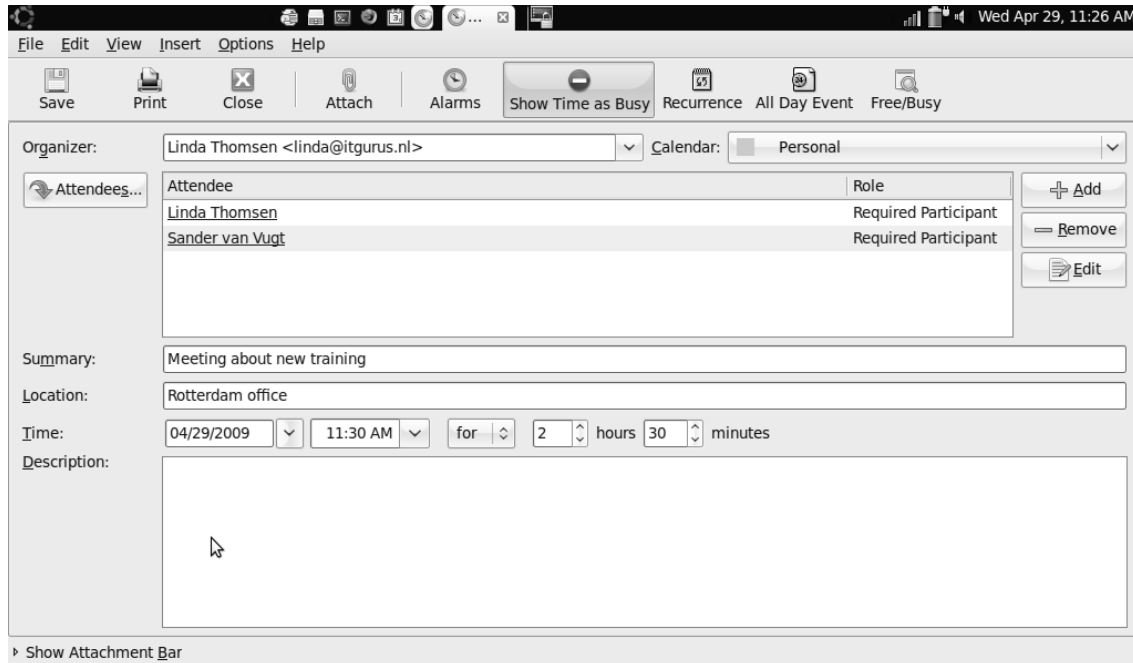 ... Wed Apr 29, 11:26 AM
File Edit View Insert Options Help
Save Print Close Attach Alarms Show Time as Busy Recurrence All Day Event Free/Busy
Organizer: Linda Thomsen <linda@itgurus.nl> Calendar: Personal
Attendees... Attendee Role Add
Linda Thomsen Required Participant
Remove
Sander van Vugt Required Participant
Edit
Summary: Meeting about new training
Location: Rotterdam office
Time: 04/29/2009 11:30 AM for 2 hours 30 minutes
Description:
Show Attachment Bar